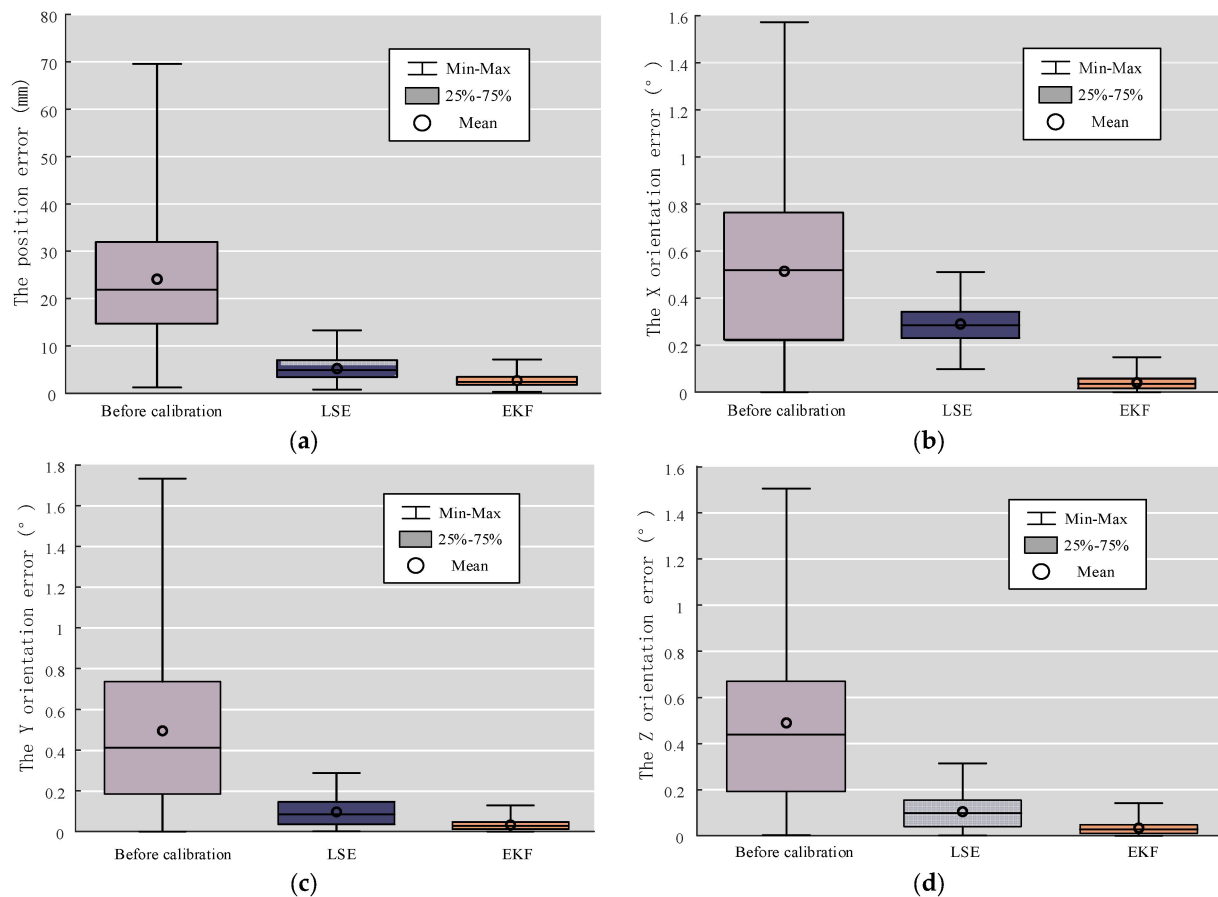 80
70
60
50
40
30
20
10
0
The position error (mm)
Min-Max
25%-75%
Mean
Before calibration LSE EKF
(a)
1.6
1.4
1.2
1
0.8
0.6
0.4
0.2
0
The X orientation error (°)
Min-Max
25%-75%
Mean
Before calibration LSE EKF
(b)
1.8
1.6
1.4
1.2
1
0.8
0.6
0.4
0.2
0
The Y orientation error (°)
Min-Max
25%-75%
Mean
Before calibration LSE EKF
(c)
1.6
1.4
1.2
1
0.8
0.6
0.4
0.2
0
The Z orientation error (°)
Min-Max
25%-75%
Mean
Before calibration LSE EKF
(d)